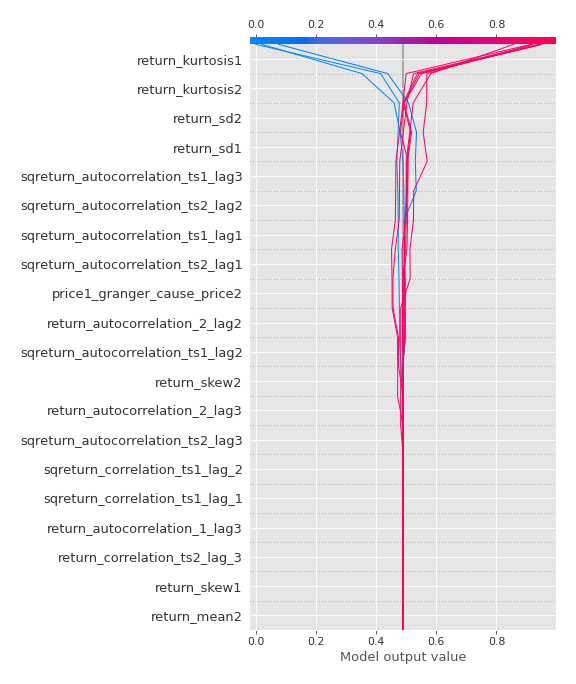 0.0 0.2 0.4 0.6 0.8
return_kurtosis1
return_kurtosis2
return_sd2
return_sd1
sqreturn_autocorrelation_ts1_lag3
sqreturn_autocorrelation_ts2_lag2
sqreturn_autocorrelation_ts1_lag1
sqreturn_autocorrelation_ts2_lag1
price1_granger_cause_price2
return_autocorrelation_2_lag2
sqreturn_autocorrelation_ts1_lag2
return_skew2
return_autocorrelation_2_lag3
sqreturn_autocorrelation_ts2_lag3
sqreturn_correlation_ts1_lag_2
sqreturn_correlation_ts1_lag_1
return_autocorrelation_1_lag3
return_correlation_ts2_lag_3
return_skew1
return_mean2
0.0 0.2 0.4 0.6 0.8
Model output value